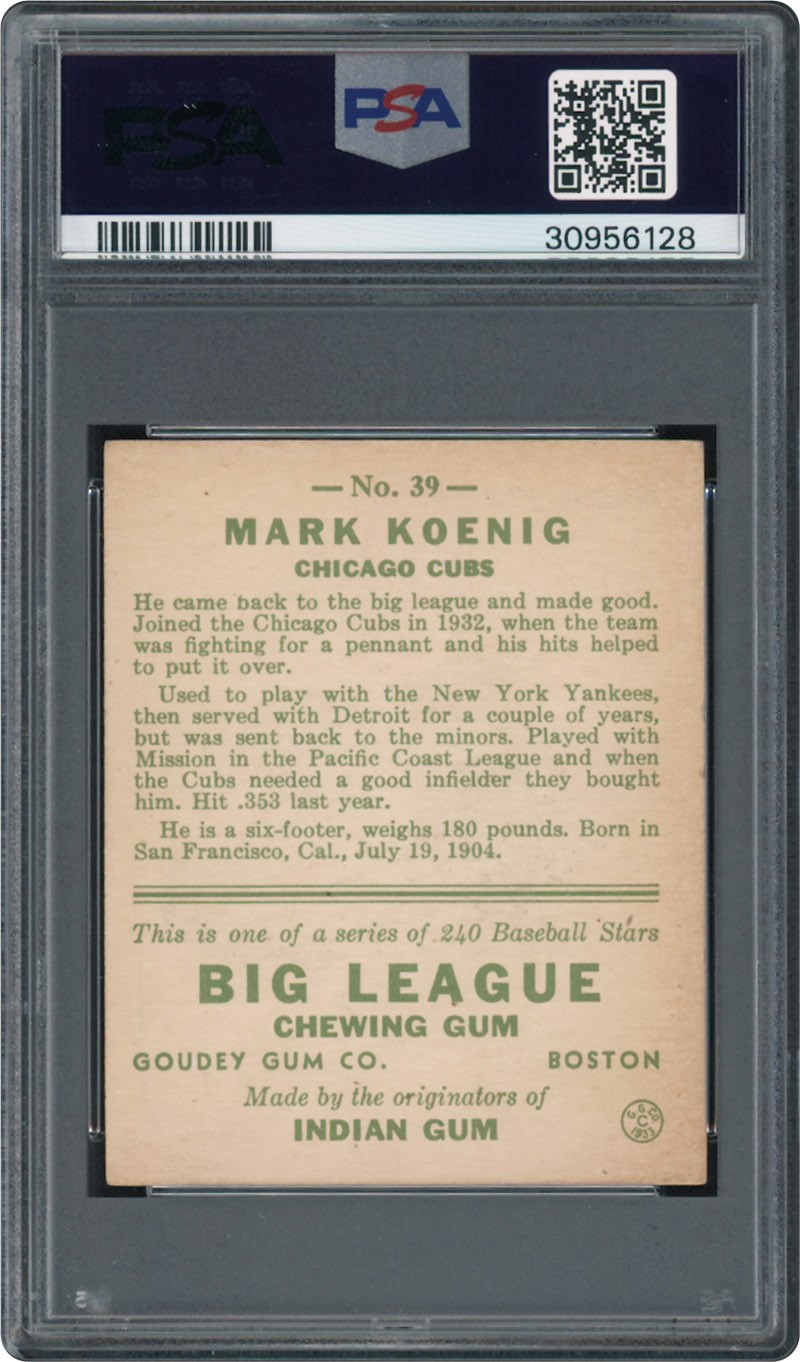 PSA
PSA
30956128
— No. 39 —
MARK KOENIG
CHICAGO CUBS
He came back to the big league and made good.
Joined the Chicago Cubs in 1932, when the team
was fighting for a pennant and his hits helped
to put it over.
Used to play with the New York Yankees,
then served with Detroit for a couple of years,
but was sent back to the minors. Played with
Mission in the Pacific Coast League and when
the Cubs needed a good infielder they bought
him. Hit .353 last year.
He is a six-footer, weighs 180 pounds. Born in
San Francisco, Cal., July 19, 1904.
This is one of a series of 240 Baseball Stars
BIG LEAGUE
CHEWING GUM
GOUDEY GUM CO. BOSTON
Made by the originators of
INDIAN GUM
G.G.CO.
C
1933